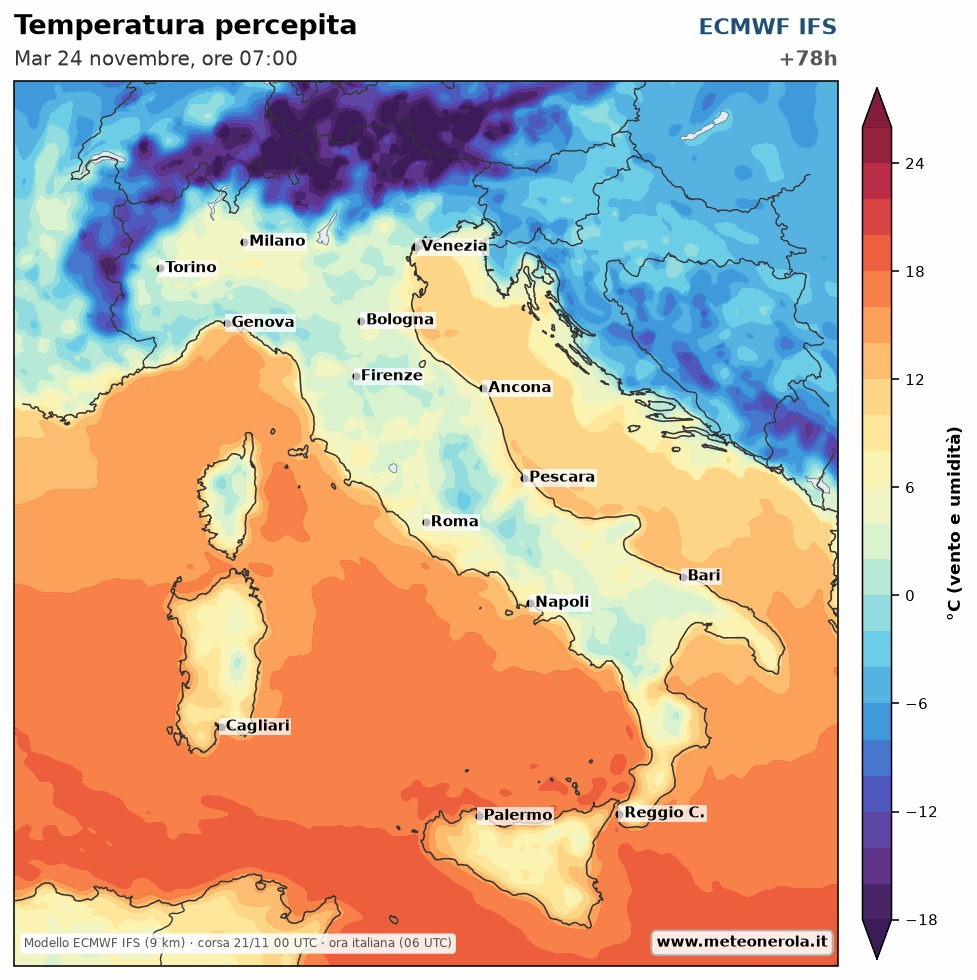 Temperatura percepita
ECMWF IFS
Mar 24 novembre, ore 07:00
+78h
Milano
Venezia
Torino
Genova
Bologna
Firenze
Ancona
Pescara
Roma
Bari
Napoli
Cagliari
Palermo
Reggio C.
24
18
12
6
0
−6
−12
−18
°C (vento e umidità)
Modello ECMWF IFS (9 km) · corsa 21/11 00 UTC · ora italiana (06 UTC)
www.meteonerola.it